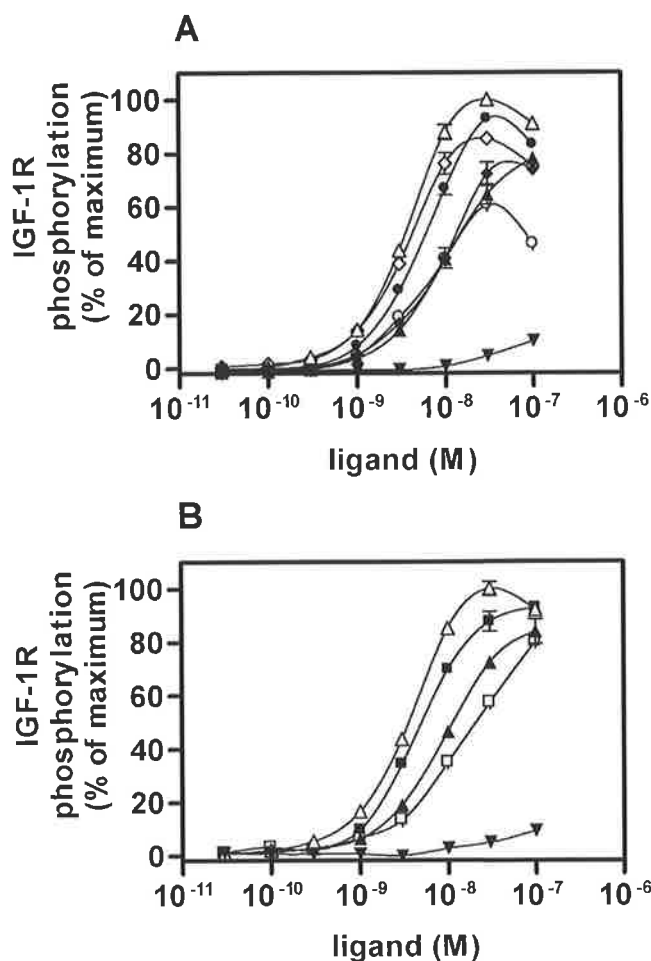 A
IGF-1R
phosphorylation
(% of maximum)
100
80
60
40
20
0
10⁻¹¹ 10⁻¹⁰ 10⁻⁹ 10⁻⁸ 10⁻⁷ 10⁻⁶
ligand (M)
B
IGF-1R
phosphorylation
(% of maximum)
100
80
60
40
20
0
10⁻¹¹ 10⁻¹⁰ 10⁻⁹ 10⁻⁸ 10⁻⁷ 10⁻⁶
ligand (M)